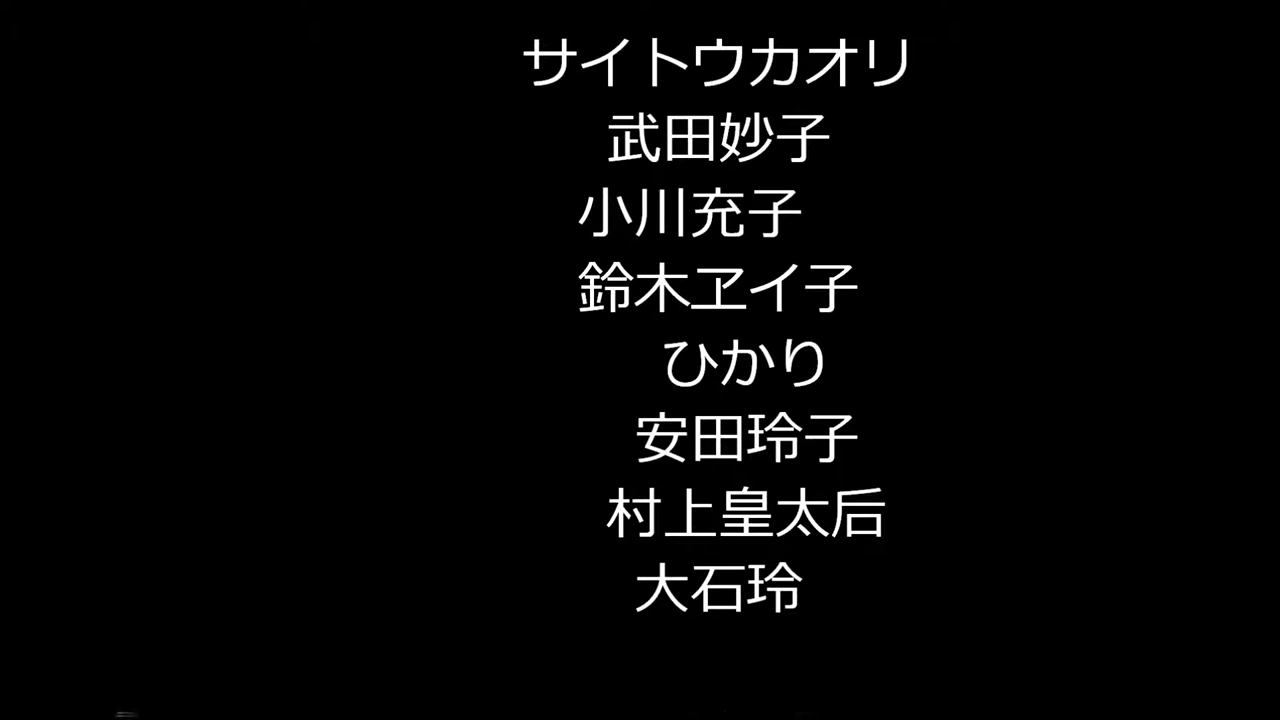 サイトウカオリ
武田妙子
小川充子
鈴木ヱイ子
ひかり
安田玲子
村上皇太后
大石玲